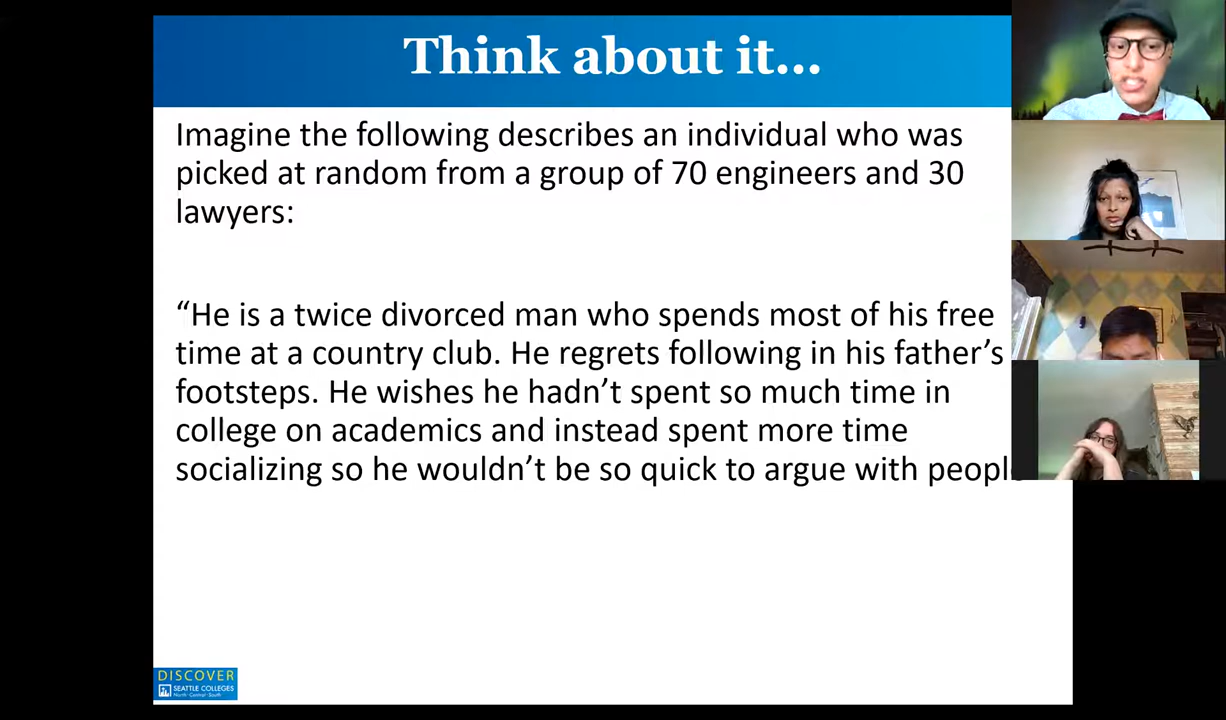 Think about it...
Imagine the following describes an individual who was
picked at random from a group of 70 engineers and 30
lawyers:
“He is a twice divorced man who spends most of his free
time at a country club. He regrets following in his father’s
footsteps. He wishes he hadn’t spent so much time in
college on academics and instead spent more time
socializing so he wouldn’t be so quick to argue with people
DISCOVER
SEATTLE COLLEGES
North · Central · South